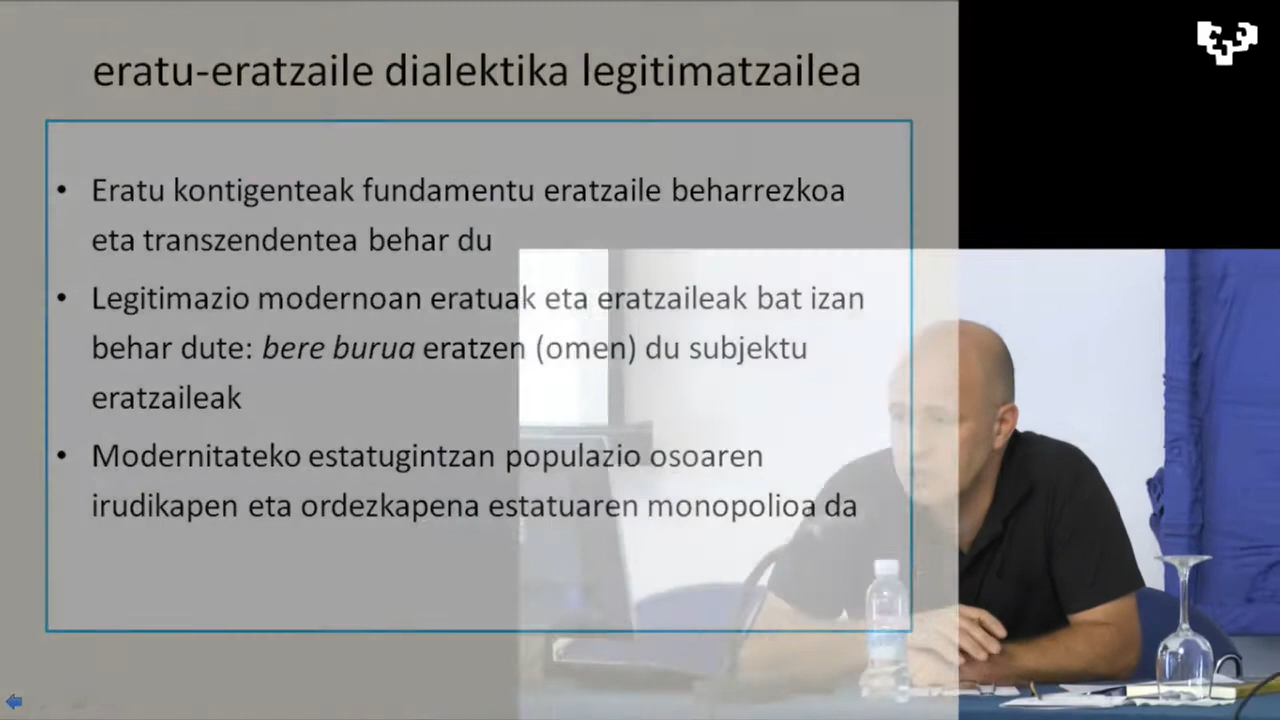 eratu-eratzaile dialektika legitimatzailea
• Eratu kontigenteak fundamentu eratzaile beharrezkoa
eta transzendentea behar du
• Legitimazio modernoan eratuak eta eratzaileak bat izan
behar dute: bere burua eratzen (omen) du subjektu
eratzaileak
• Modernitateko estatugintzan populazio osoaren
irudikapen eta ordezkapena estatuaren monopolioa da